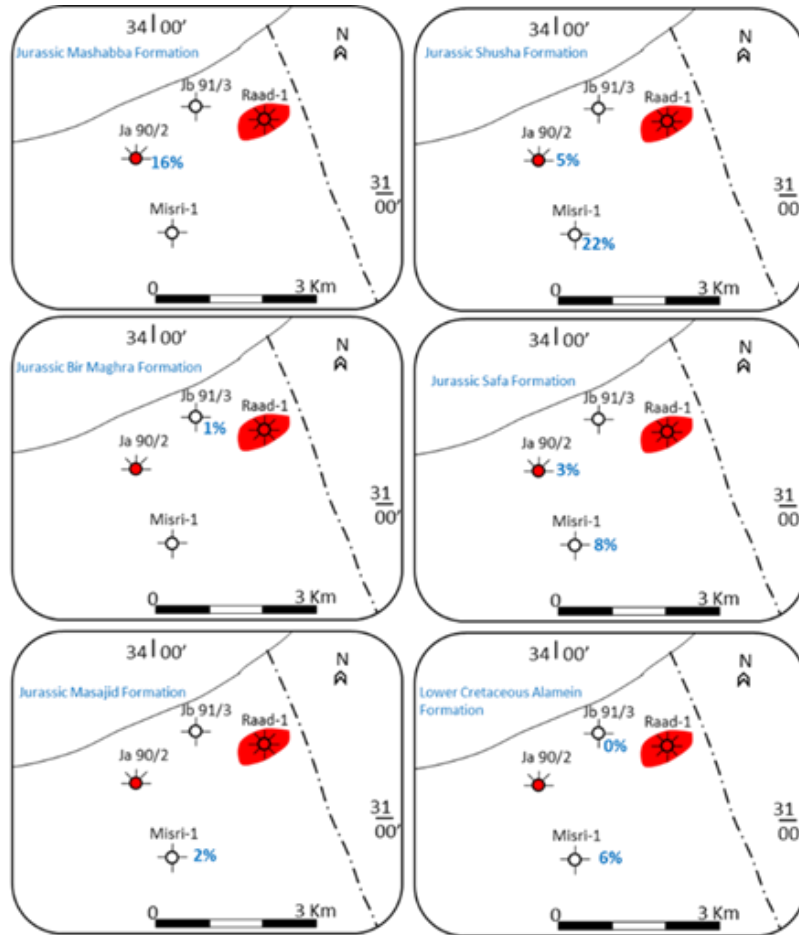 34 00'
Jurassic Mashabba Formation
N
Jb 91/3
Raad-1
Ja 90/2
16%
31
00'
Misri-1
0
3 Km
34 00'
Jurassic Shusha Formation
N
Jb 91/3
Raad-1
Ja 90/2
5%
31
00'
Misri-1
22%
0
3 Km
34 00'
Jurassic Bir Maghra Formation
N
Jb 91/3
1%
Raad-1
Ja 90/2
31
00'
Misri-1
0
3 Km
34 00'
Jurassic Safa Formation
N
Jb 91/3
Raad-1
Ja 90/2
3%
31
00'
Misri-1
8%
0
3 Km
34 00'
Jurassic Masajid Formation
N
Jb 91/3
Raad-1
Ja 90/2
31
00'
Misri-1
2%
0
3 Km
34 00'
Lower Cretaceous Alamein
Formation
N
Jb 91/3
0%
Raad-1
Ja 90/2
31
00'
Misri-1
6%
0
3 Km